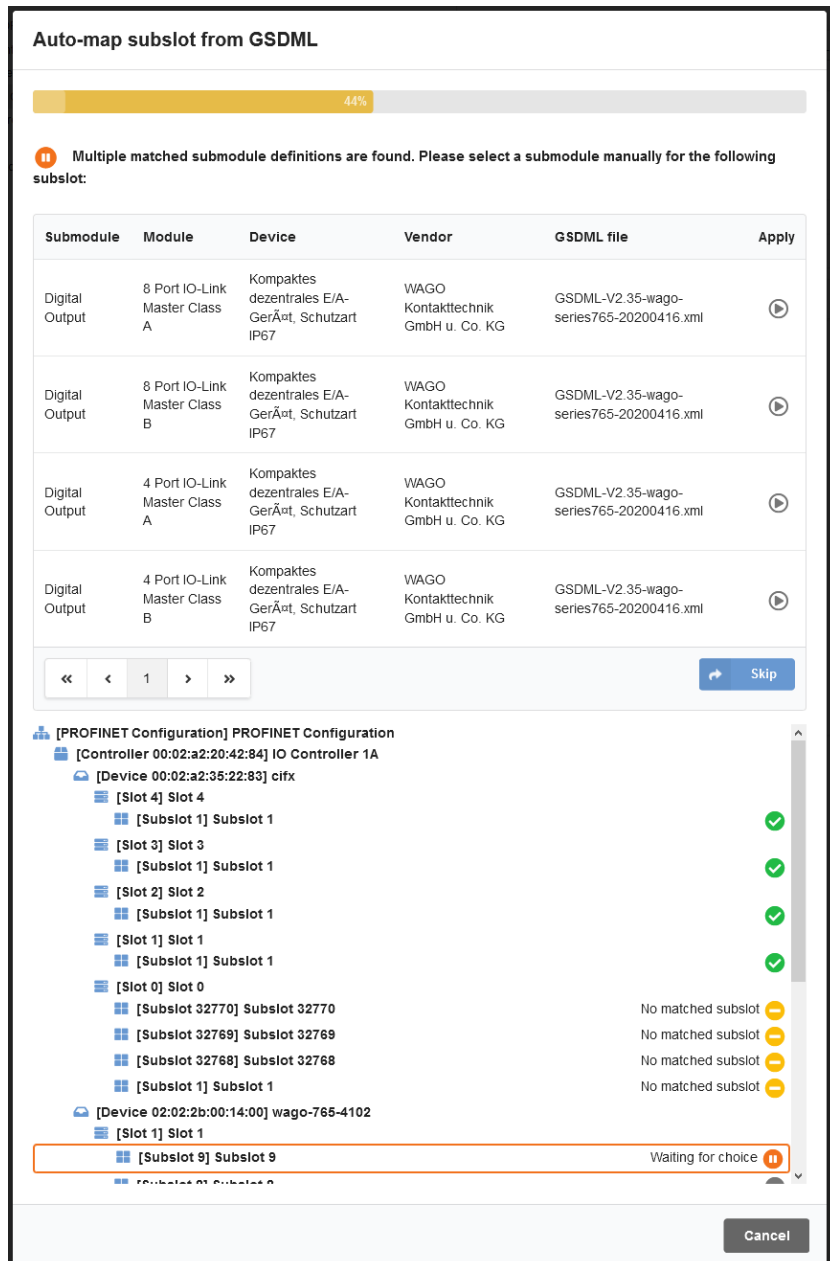 Auto-map subslot from GSDML
44%
Multiple matched submodule definitions are found. Please select a submodule manually for the following
subslot:
Submodule Module Device Vendor GSDML file Apply
Digital Output 8 Port IO-Link Master Class A Kompaktes dezentrales E/A-GerÃ¤t, Schutzart IP67 WAGO Kontakttechnik GmbH u. Co. KG GSDML-V2.35-wago-series765-20200416.xml
Digital Output 8 Port IO-Link Master Class B Kompaktes dezentrales E/A-GerÃ¤t, Schutzart IP67 WAGO Kontakttechnik GmbH u. Co. KG GSDML-V2.35-wago-series765-20200416.xml
Digital Output 4 Port IO-Link Master Class A Kompaktes dezentrales E/A-GerÃ¤t, Schutzart IP67 WAGO Kontakttechnik GmbH u. Co. KG GSDML-V2.35-wago-series765-20200416.xml
Digital Output 4 Port IO-Link Master Class B Kompaktes dezentrales E/A-GerÃ¤t, Schutzart IP67 WAGO Kontakttechnik GmbH u. Co. KG GSDML-V2.35-wago-series765-20200416.xml
« ‹ 1 › » Skip
[PROFINET Configuration] PROFINET Configuration
[Controller 00:02:a2:20:42:84] IO Controller 1A
[Device 00:02:a2:35:22:83] cifx
[Slot 4] Slot 4
[Subslot 1] Subslot 1
[Slot 3] Slot 3
[Subslot 1] Subslot 1
[Slot 2] Slot 2
[Subslot 1] Subslot 1
[Slot 1] Slot 1
[Subslot 1] Subslot 1
[Slot 0] Slot 0
[Subslot 32770] Subslot 32770 No matched subslot
[Subslot 32769] Subslot 32769 No matched subslot
[Subslot 32768] Subslot 32768 No matched subslot
[Subslot 1] Subslot 1 No matched subslot
[Device 02:02:2b:00:14:00] wago-765-4102
[Slot 1] Slot 1
[Subslot 9] Subslot 9 Waiting for choice
Cancel